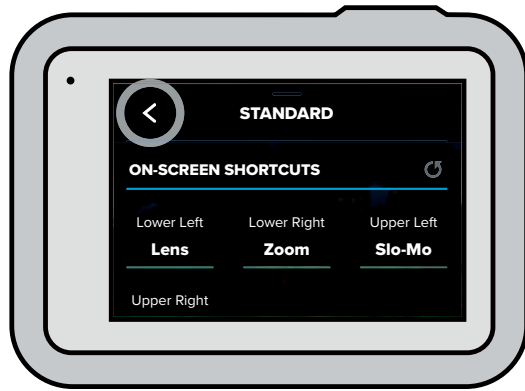 STANDARD
ON-SCREEN SHORTCUTS
Lower Left Lower Right Upper Left
Lens Zoom Slo-Mo
Upper Right